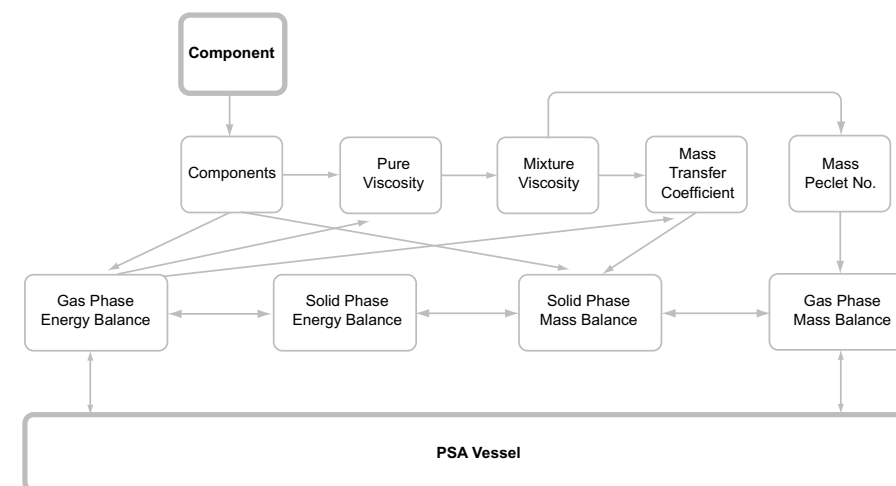 Component
Components
Pure
Viscosity
Mixture
Viscosity
Mass
Transfer
Coefficient
Mass
Peclet No.
Gas Phase
Energy Balance
Solid Phase
Energy Balance
Solid Phase
Mass Balance
Gas Phase
Mass Balance
PSA Vessel